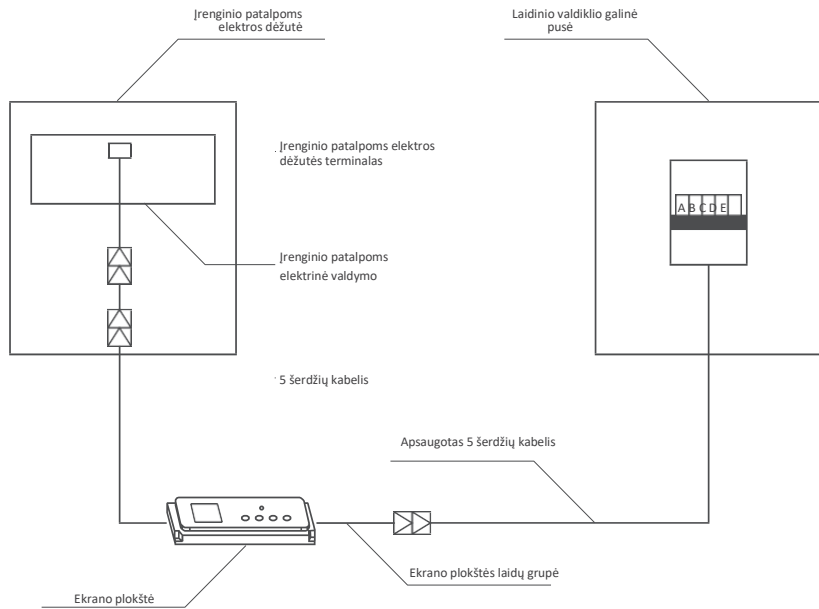 Įrenginio patalpoms
elektros dėžutė
Laidinio valdiklio galinė
pusė
Įrenginio patalpoms elektros
dėžutės terminalas
A B C D E
Įrenginio patalpoms
elektrinė valdymo
5 šerdžių kabelis
Apsaugotas 5 šerdžių kabelis
Ekrano plokštės laidų grupė
Ekrano plokštė